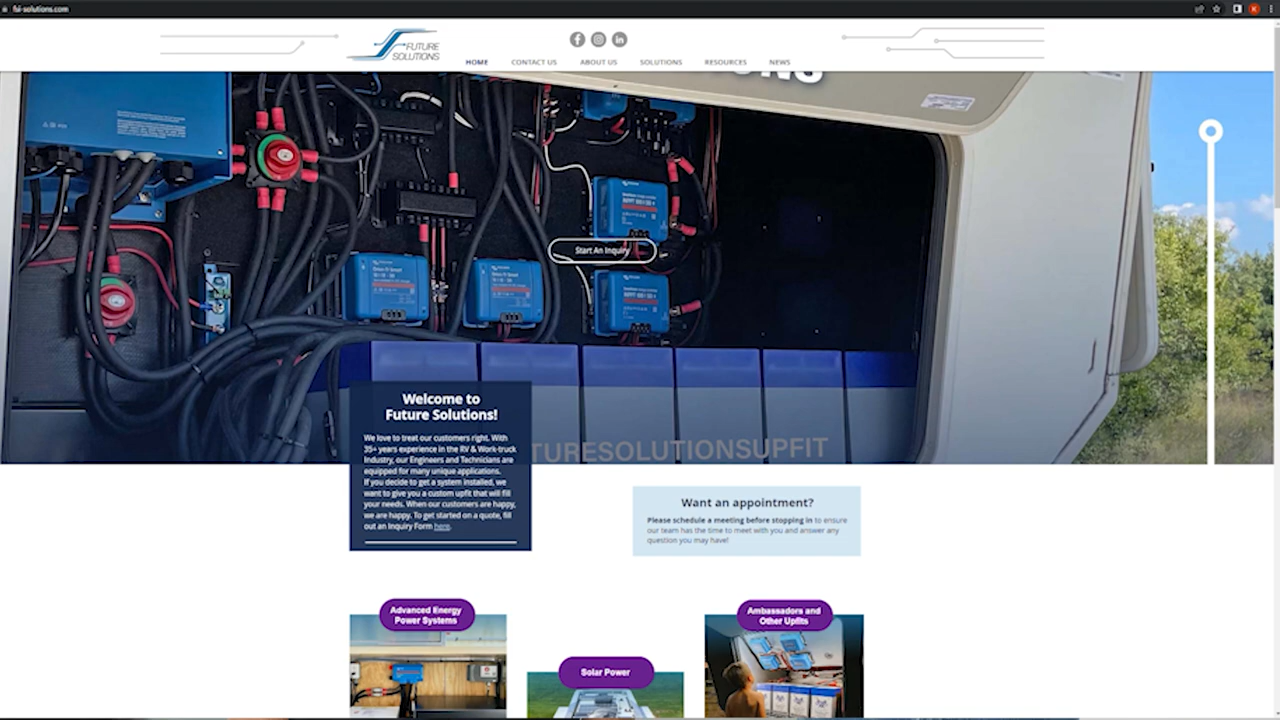 fsi-solutions.com
FUTURE
SOLUTIONS
HOME CONTACT US ABOUT US SOLUTIONS RESOURCES NEWS
Start An Inquiry
TURESOLUTIONSUPFIT
Welcome to
Future Solutions!
We love to treat our customers right. With
35+ years experience in the RV & Work-truck
Industry, our Engineers and Technicians are
equipped for many unique applications.
If you decide to get a system installed, we
want to give you a custom upfit that will fill
your needs. When our customers are happy,
we are happy. To get started on a quote, fill
out an Inquiry Form here.
Want an appointment?
Please schedule a meeting before stopping in to ensure
our team has the time to meet with you and answer any
question you may have!
Advanced Energy
Power Systems
Solar Power
Ambassadors and
Other Upfits